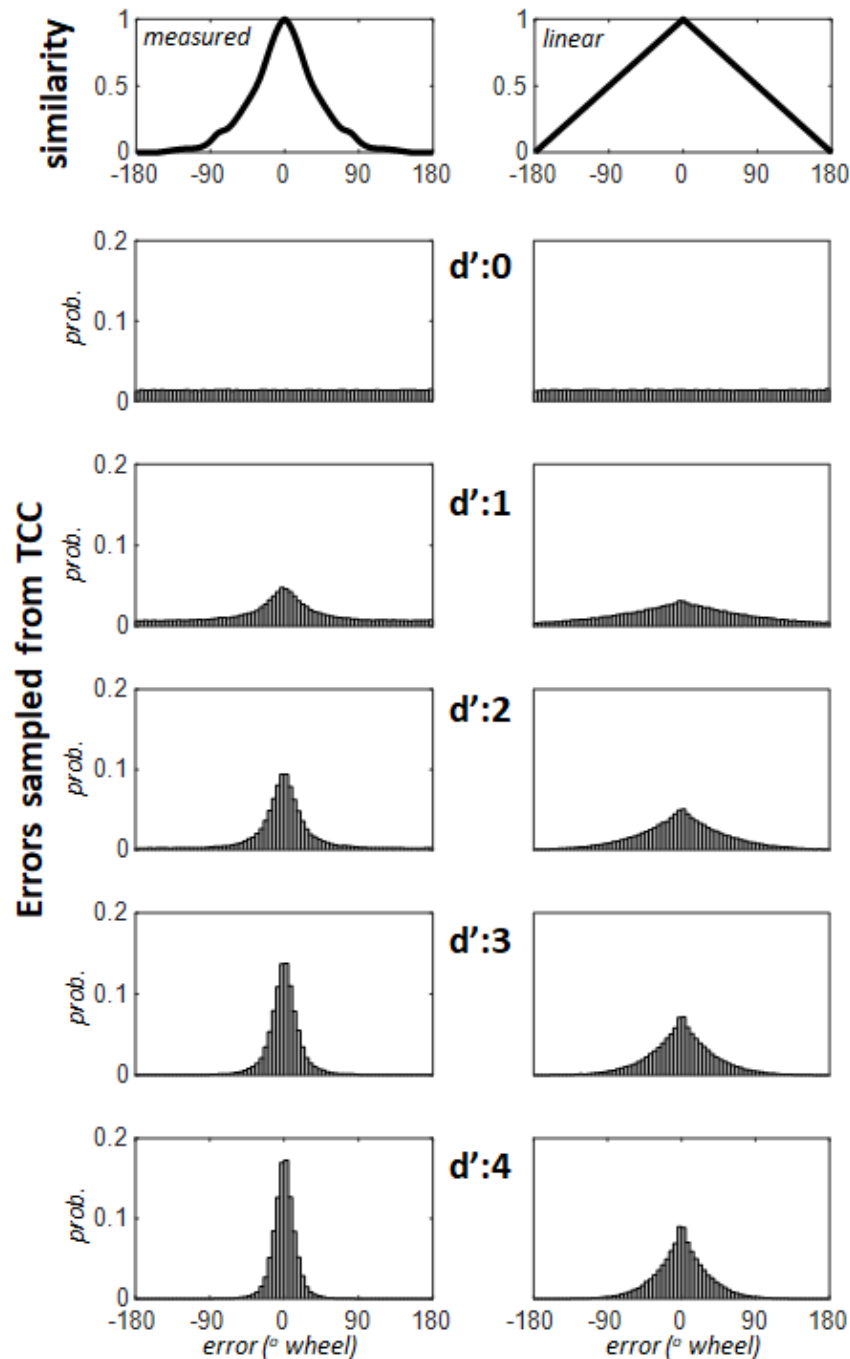 similarity
1
0.5
0
measured
-180 -90 0 90 180
1
0.5
0
linear
-180 -90 0 90 180
Errors sampled from TCC
prob.
0.2
0.1
0
d':0
prob.
0.2
0.1
0
d':1
prob.
0.2
0.1
0
d':2
prob.
0.2
0.1
0
d':3
prob.
0.2
0.1
0
d':4
-180 -90 0 90 180
error (º wheel)
-180 -90 0 90 180
error (º wheel)